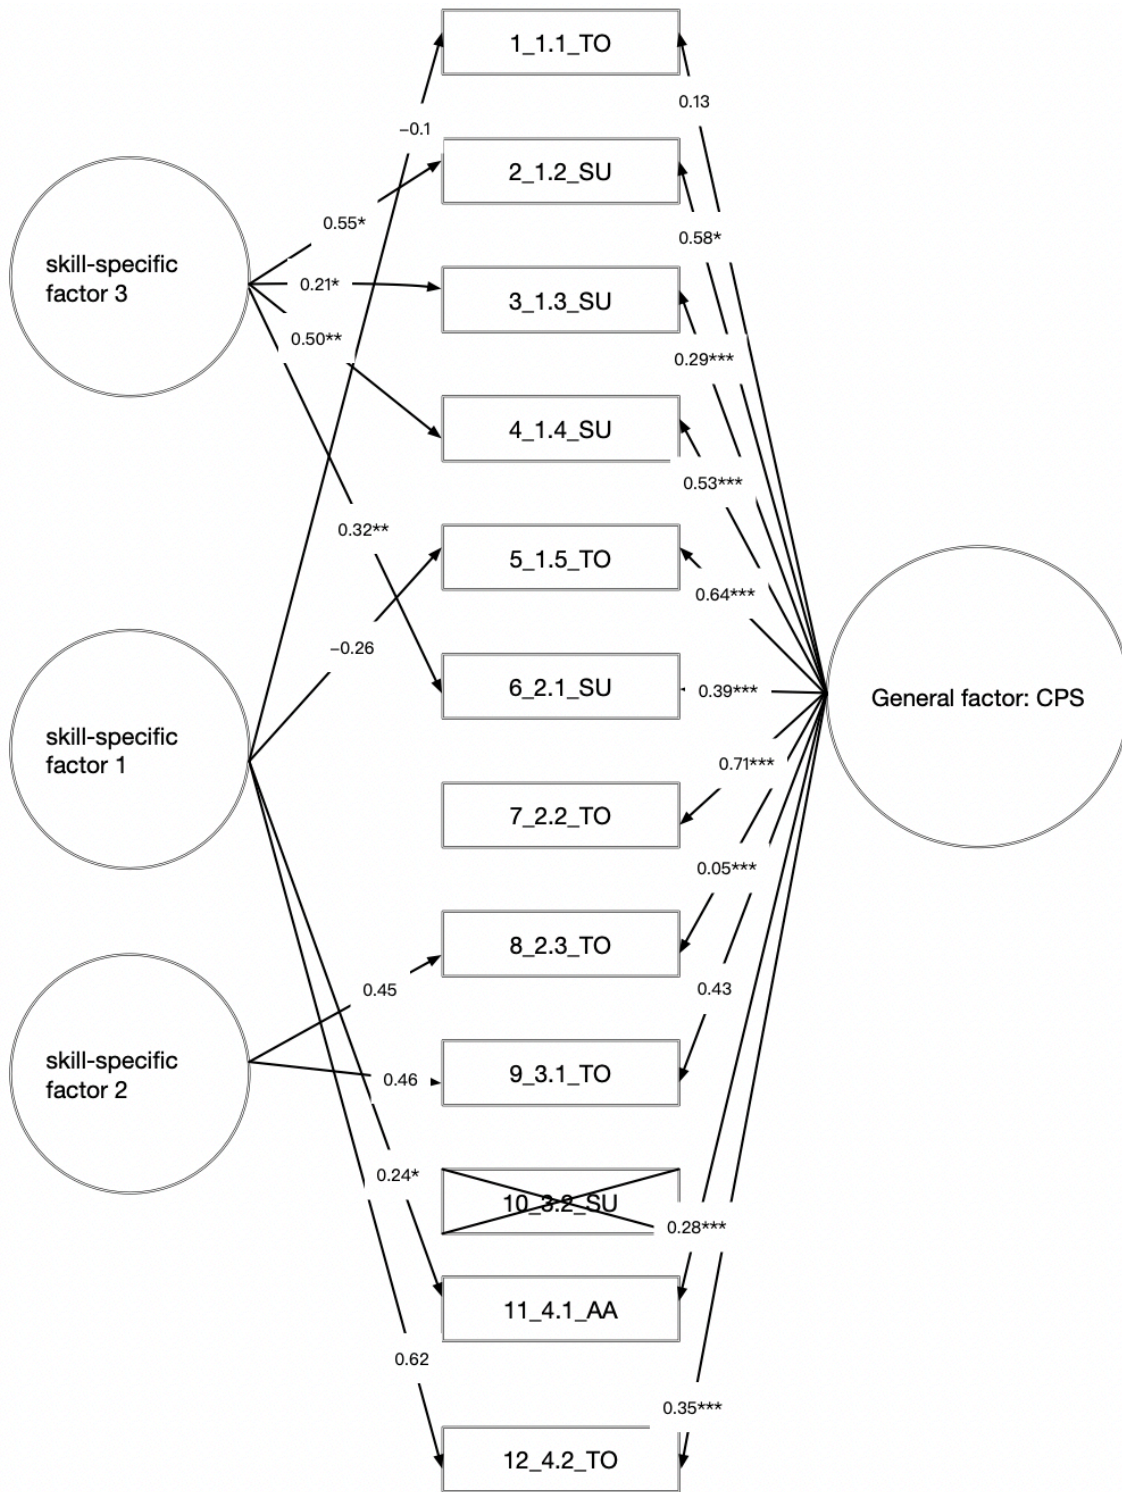 1_1.1_TO
0.13
−0.1
2_1.2_SU
0.55*
0.58*
skill-specific
factor 3
0.21*
3_1.3_SU
0.50**
0.29***
4_1.4_SU
0.53***
0.32**
5_1.5_TO
0.64***
−0.26
6_2.1_SU
0.39***
General factor: CPS
skill-specific
factor 1
0.71***
7_2.2_TO
0.05***
8_2.3_TO
0.45
0.43
skill-specific
factor 2
0.46
9_3.1_TO
0.24*
10_3.2_SU
0.28***
11_4.1_AA
0.62
0.35***
12_4.2_TO